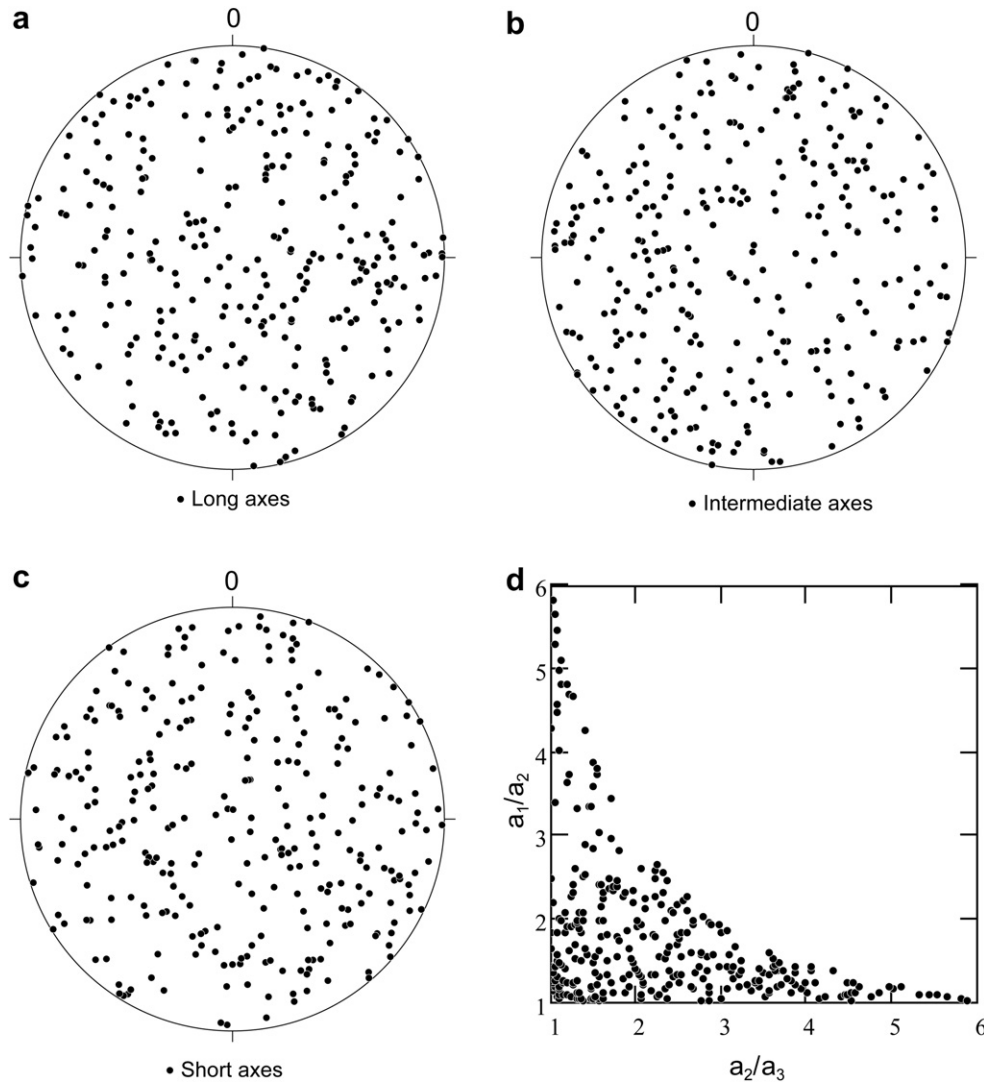 a
0
• Long axes
b
0
• Intermediate axes
c
0
• Short axes
d
6
5
4
3
2
1
a₁/a₂
1 2 3 4 5 6
a₂/a₃